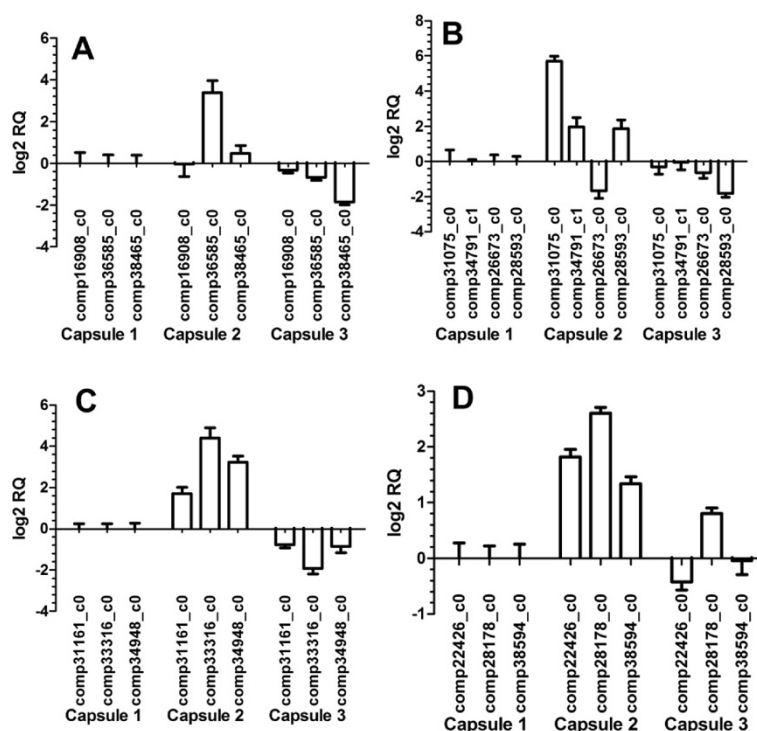 A
log2 RQ
6
4
2
0
-2
-4
comp16908_c0
comp36585_c0
comp38465_c0
comp16908_c0
comp36585_c0
comp38465_c0
comp16908_c0
comp36585_c0
comp38465_c0
Capsule 1 Capsule 2 Capsule 3
B
log2 RQ
8
6
4
2
0
-2
-4
comp31075_c0
comp34791_c1
comp26673_c0
comp28593_c0
comp31075_c0
comp34791_c1
comp26673_c0
comp28593_c0
comp31075_c0
comp34791_c1
comp26673_c0
comp28593_c0
Capsule 1 Capsule 2 Capsule 3
C
log2 RQ
6
4
2
0
-2
-4
comp31161_c0
comp33316_c0
comp34948_c0
comp31161_c0
comp33316_c0
comp34948_c0
comp31161_c0
comp33316_c0
comp34948_c0
Capsule 1 Capsule 2 Capsule 3
D
log2 RQ
3
2
1
0
-1
comp22426_c0
comp28178_c0
comp38594_c0
comp22426_c0
comp28178_c0
comp38594_c0
comp22426_c0
comp28178_c0
comp38594_c0
Capsule 1 Capsule 2 Capsule 3